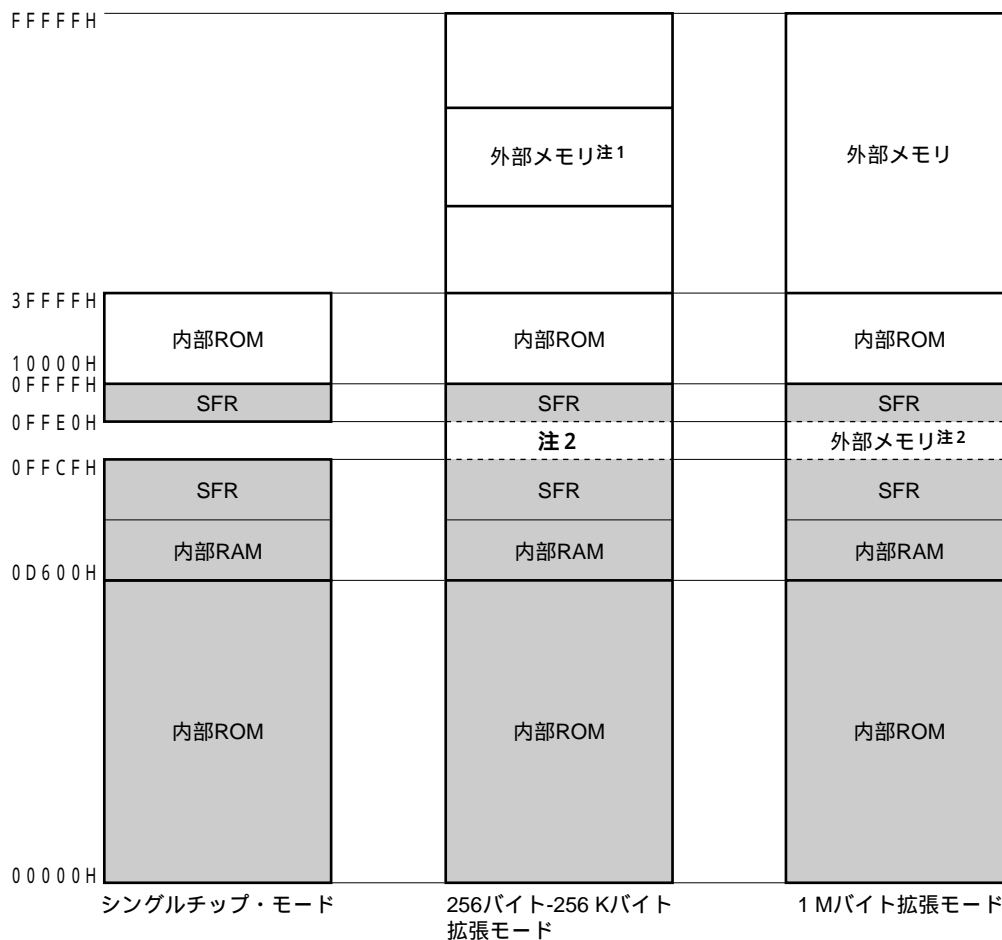 FFFFFH
外部メモリ注1
外部メモリ
3FFFFH
内部ROM
内部ROM
内部ROM
10000H
0FFFFH
SFR
SFR
SFR
0FFE0H
注2
外部メモリ注2
0FFCFH
SFR
SFR
SFR
内部RAM
内部RAM
内部RAM
0D600H
内部ROM
内部ROM
内部ROM
00000H
シングルチップ・モード
256バイト-256 Kバイト
拡張モード
1 Mバイト拡張モード